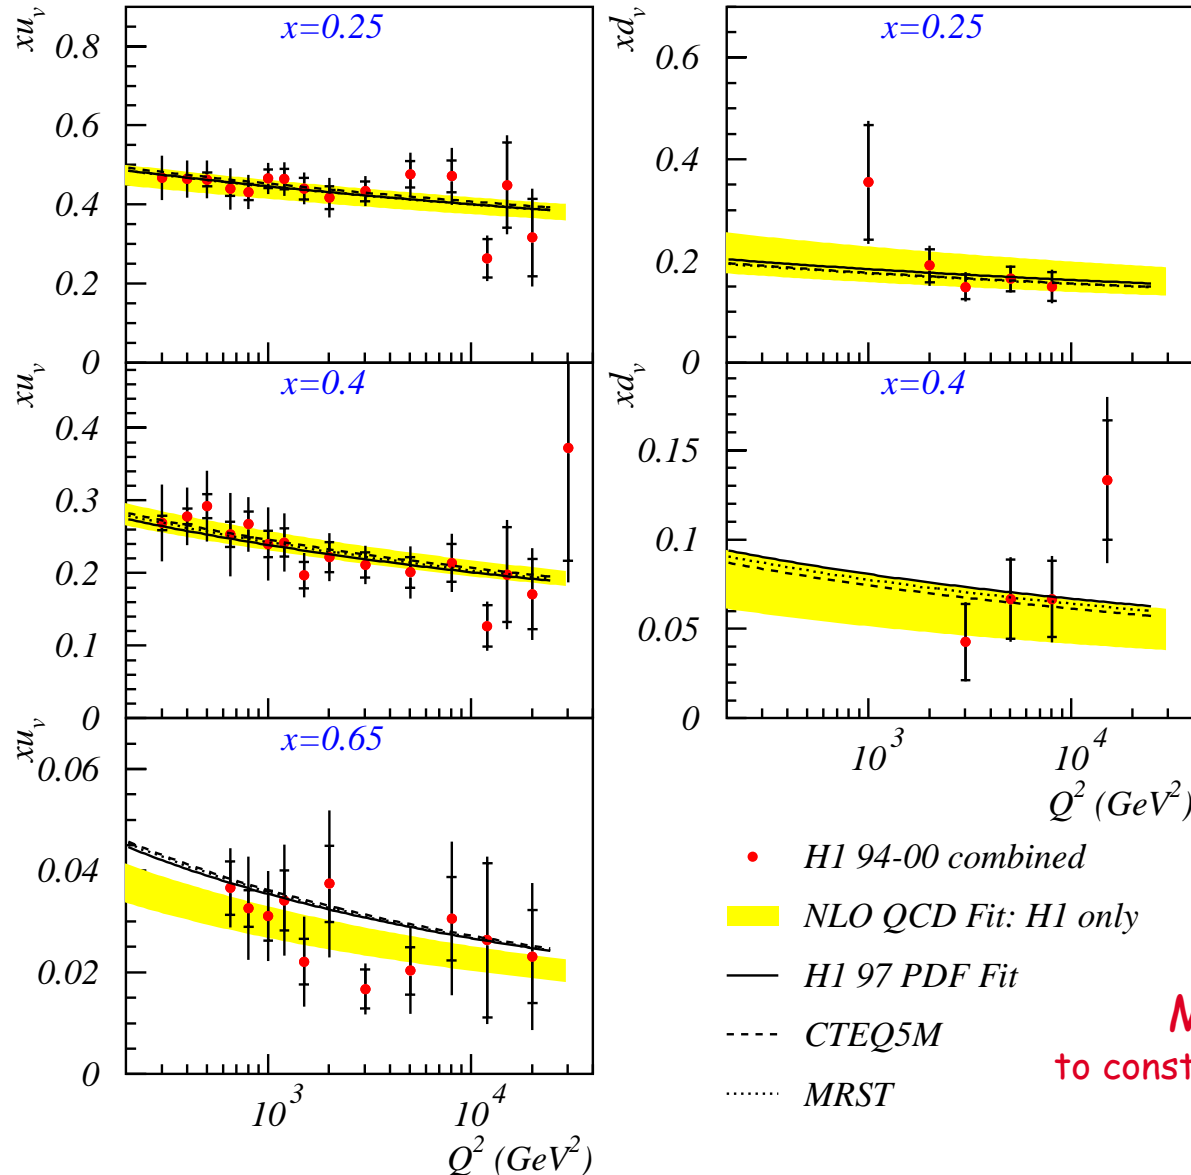 xu_v
x=0.25
0.8
0.6
0.4
0.2
0
xd_v
x=0.25
0.6
0.4
0.2
0
xu_v
x=0.4
0.4
0.3
0.2
0.1
0
xd_v
x=0.4
0.15
0.1
0.05
0
10^3 10^4
Q^2 (GeV^2)
xu_v
x=0.65
0.06
0.04
0.02
0
10^3 10^4
Q^2 (GeV^2)
H1 94-00 combined
NLO QCD Fit: H1 only
H1 97 PDF Fit
CTEQ5M
MRST
to const